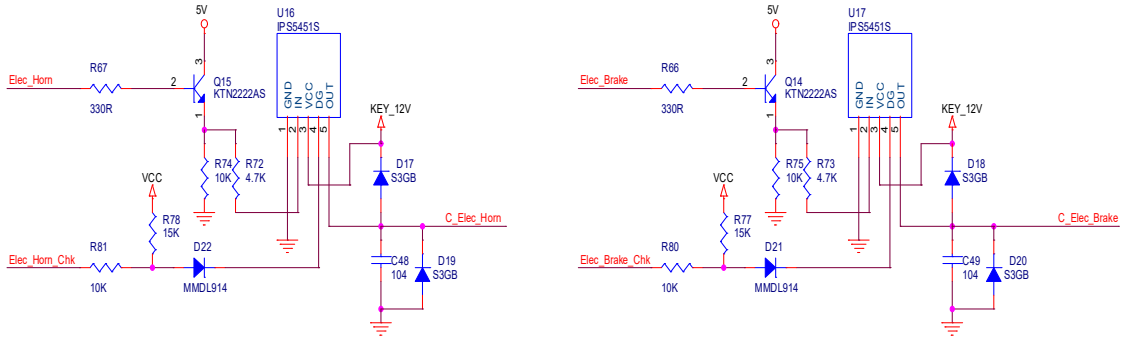 5V
U16
IPS5451S
Elec_Horn
R67
330R
2
3
1
Q15
KTN2222AS
GND
IN
VCC
DG
OUT
1
2
3
4
5
KEY_12V
R74
10K
R72
4.7K
D17
S3GB
VCC
R78
15K
C_Elec_Horn
Elec_Horn_Chk
R81
10K
D22
MMDL914
C48
104
D19
S3GB
5V
U17
IPS5451S
Elec_Brake
R66
330R
2
3
1
Q14
KTN2222AS
GND
IN
VCC
DG
OUT
1
2
3
4
5
KEY_12V
R75
10K
R73
4.7K
D18
S3GB
VCC
R77
15K
C_Elec_Brake
Elec_Brake_Chk
R80
10K
D21
MMDL914
C49
104
D20
S3GB